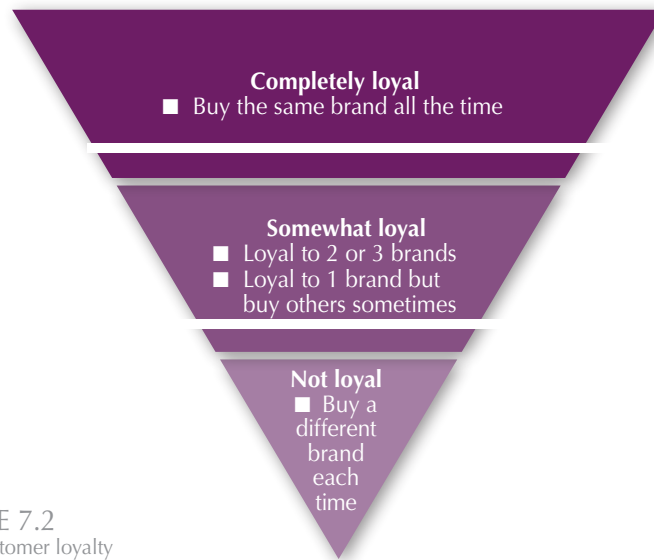 Completely loyal
■ Buy the same brand all the time
Somewhat loyal
■ Loyal to 2 or 3 brands
■ Loyal to 1 brand but
buy others sometimes
Not loyal
■ Buy a
different
brand
each
time
E 7.2
tomer loyalty